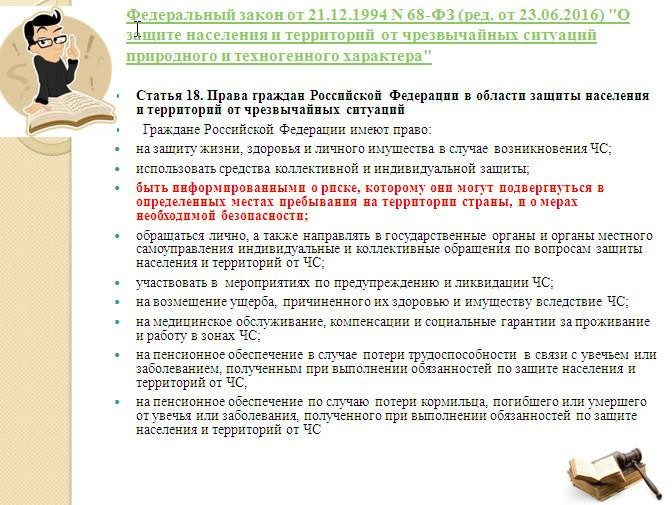 Федеральный закон от 21.12.1994 N 68-ФЗ (ред. от 23.06.2016) "О
защите населения и территорий от чрезвычайных ситуаций
природного и техногенного характера"
Статья 18. Права граждан Российской Федерации в области защиты населения
и территорий от чрезвычайных ситуаций
Граждане Российской Федерации имеют право:
на защиту жизни, здоровья и личного имущества в случае возникновения ЧС;
использовать средства коллективной и индивидуальной защиты;
быть информированными о риске, которому они могут подвергнуться в
определенных местах пребывания на территории страны, и о мерах
необходимой безопасности;
обращаться лично, а также направлять в государственные органы и органы местного
самоуправления индивидуальные и коллективные обращения по вопросам защиты
населения и территорий от ЧС;
участвовать в мероприятиях по предупреждению и ликвидации ЧС;
на возмещение ущерба, причиненного их здоровью и имуществу вследствие ЧС;
на медицинское обслуживание, компенсации и социальные гарантии за проживание
и работу в зонах ЧС;
на пенсионное обеспечение в случае потери трудоспособности в связи с увечьем или
заболеванием, полученным при выполнении обязанностей по защите населения и
территорий от ЧС,
на пенсионное обеспечение по случаю потери кормильца, погибшего или умершего
от увечья или заболевания, полученного при выполнении обязанностей по защите
населения и территорий от ЧС